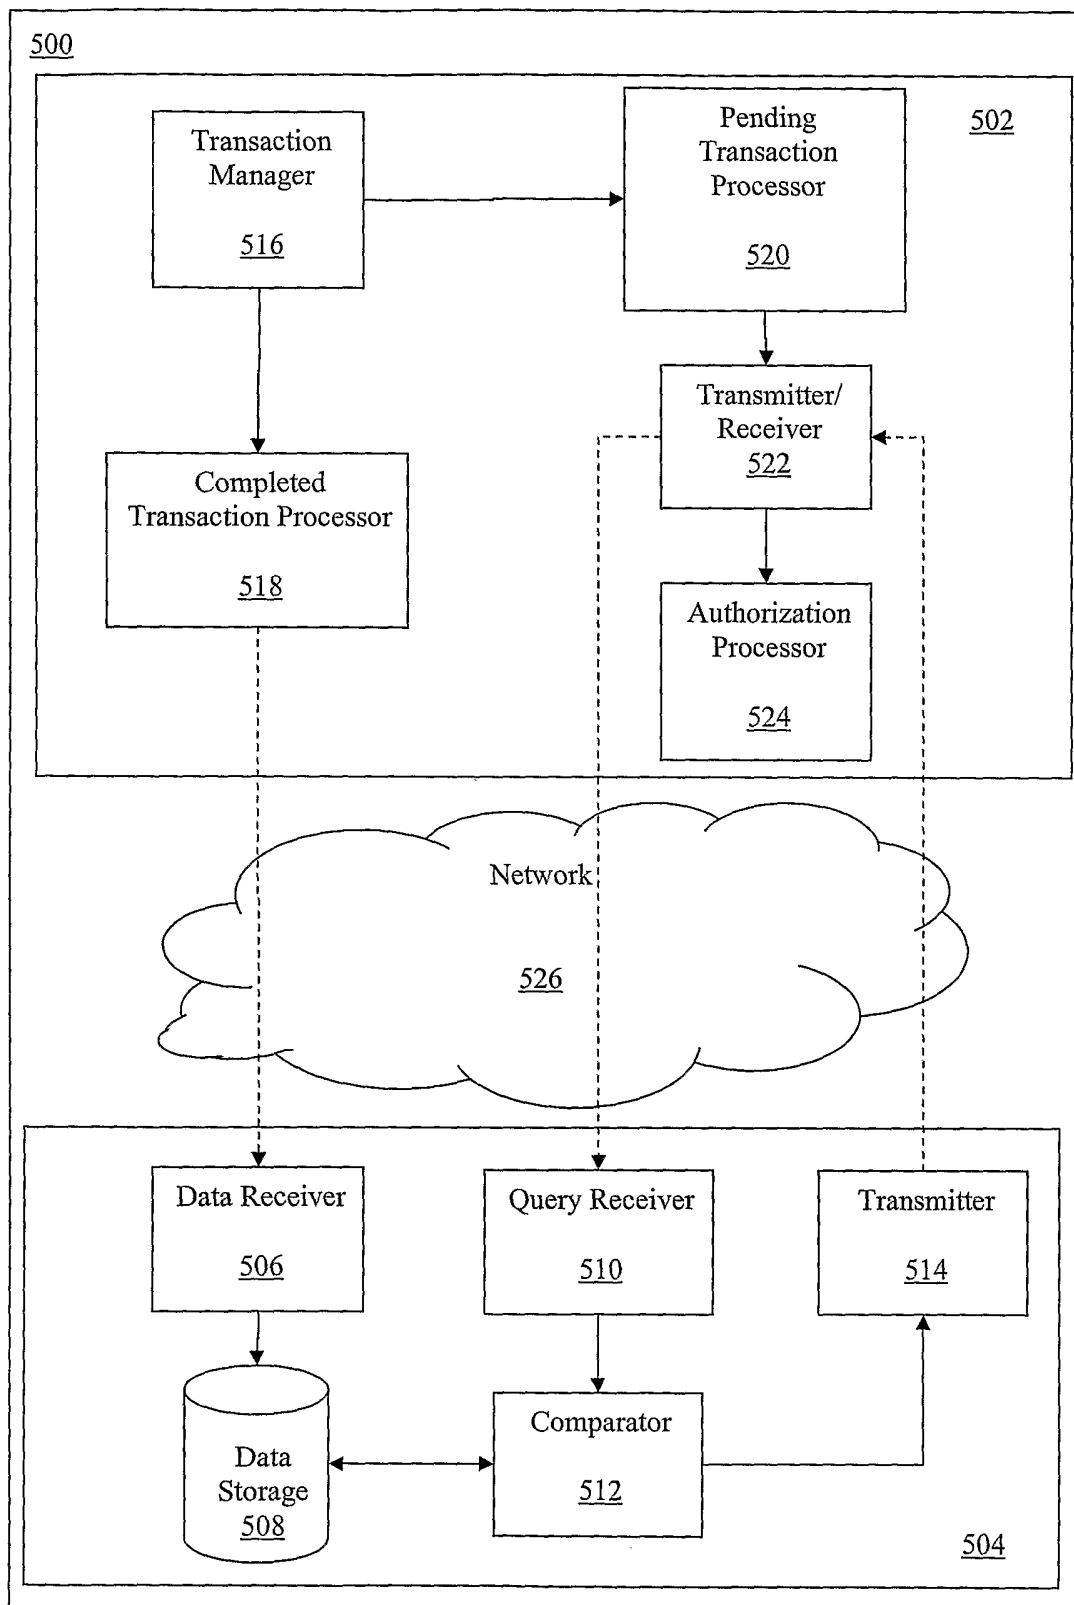 500
502
Transaction
Manager
516
Pending
Transaction
Processor
520
Transmitter/
Receiver
522
Completed
Transaction Processor
518
Authorization
Processor
524
Network
526
Data Receiver
506
Query Receiver
510
Transmitter
514
Data
Storage
508
Comparator
512
504